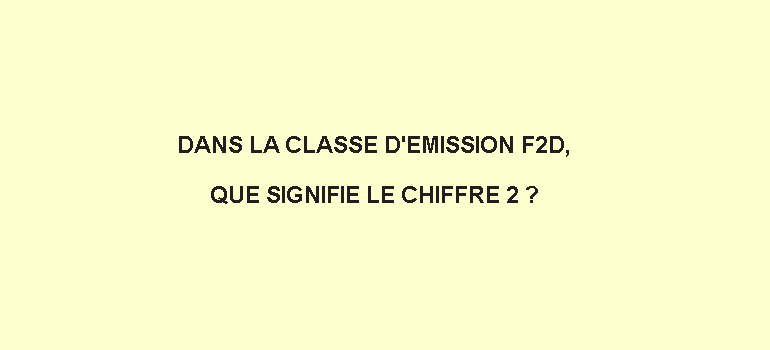 DANS LA CLASSE D'EMISSION F2D,
QUE SIGNIFIE LE CHIFFRE 2 ?